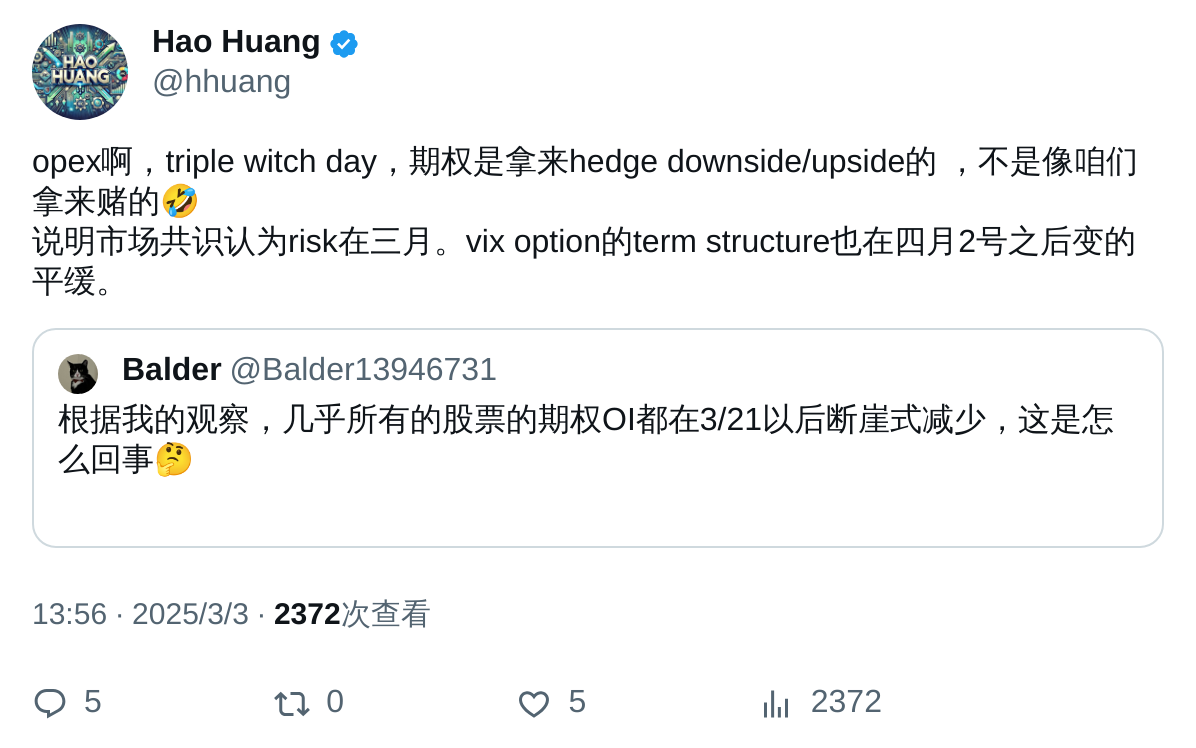 HAO
HUANG
Hao Huang
@hhuang
opex啊，triple witch day，期权是拿来hedge downside/upside的 ，不是像咱们
拿来赌的🤣
说明市场共识认为risk在三月。vix option的term structure也在四月2号之后变的
平缓。
Balder @Balder13946731
根据我的观察，几乎所有的股票的期权OI都在3/21以后断崖式减少，这是怎
么回事🤔
13:56 · 2025/3/3 · 2372次查看
5 0 5 2372